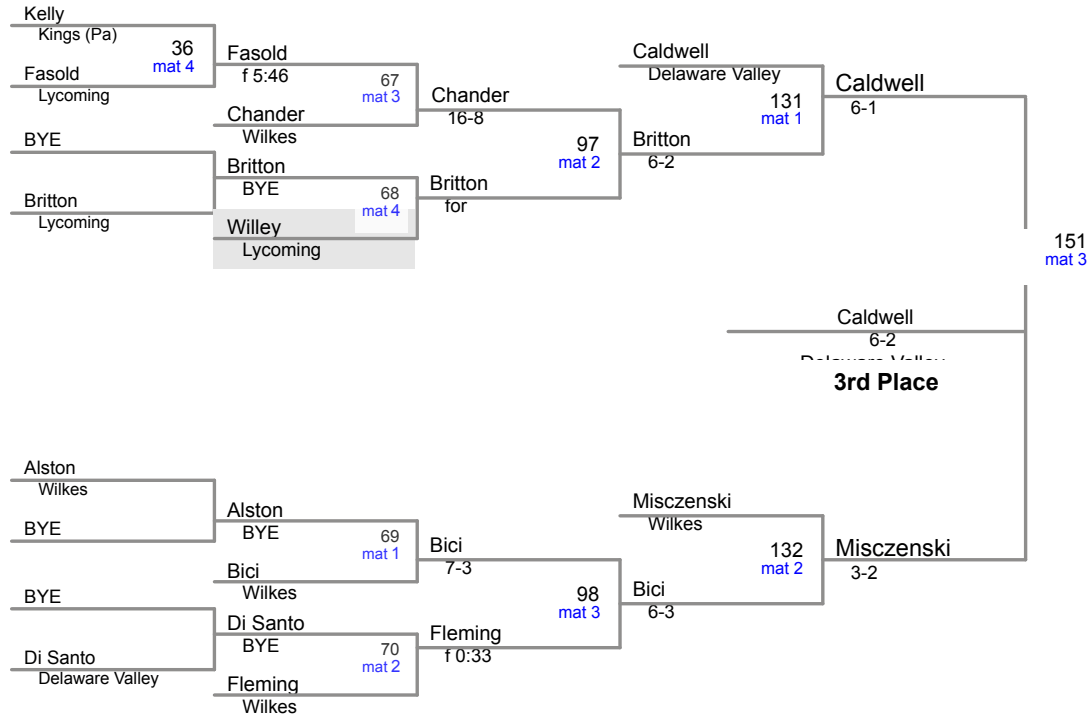 Kelly
Kings (Pa)
36
mat 4
Fasold
Lycoming
Fasold
f 5:46
67
mat 3
Chander
Wilkes
Chander
16-8
BYE
Britton
Lycoming
Britton
BYE
68
mat 4
Willey
Lycoming
Britton
for
97
mat 2
Caldwell
Delaware Valley
Britton
6-2
131
mat 1
Caldwell
6-1
151
mat 3
Caldwell
6-2
Delaware Valley
3rd Place
Alston
Wilkes
BYE
Alston
BYE
69
mat 1
Bici
Wilkes
Bici
7-3
BYE
Di Santo
Delaware Valley
Di Santo
BYE
70
mat 2
Fleming
Wilkes
Fleming
f 0:33
98
mat 3
Misczenski
Wilkes
Bici
6-3
132
mat 2
Misczenski
3-2